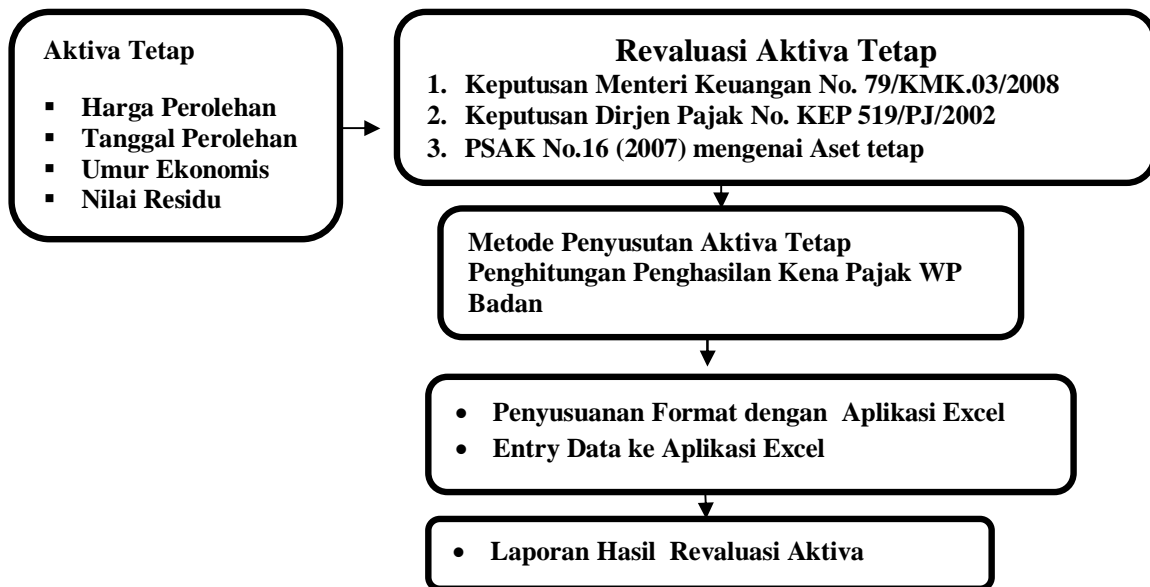 Aktiva Tetap
▪ Harga Perolehan
▪ Tanggal Perolehan
▪ Umur Ekonomis
▪ Nilai Residu
Revaluasi Aktiva Tetap
1. Keputusan Menteri Keuangan No. 79/KMK.03/2008
2. Keputusan Dirjen Pajak No. KEP 519/PJ/2002
3. PSAK No.16 (2007) mengenai Aset tetap
Metode Penyusutan Aktiva Tetap
Penghitungan Penghasilan Kena Pajak WP
Badan
• Penyusuanan Format dengan Aplikasi Excel
• Entry Data ke Aplikasi Excel
• Laporan Hasil Revaluasi Aktiva